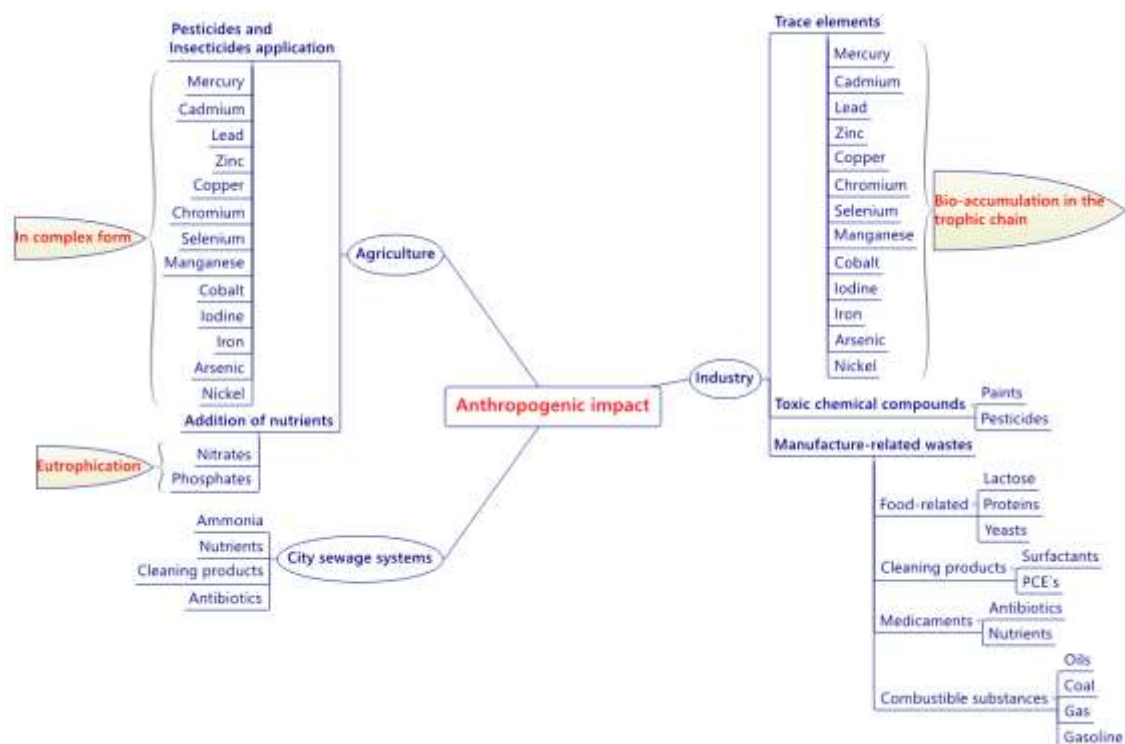 Pesticides and
Insecticides application
Mercury
Cadmium
Lead
Zinc
Copper
Chromium
Selenium
Manganese
Cobalt
Iodine
Iron
Arsenic
Nickel
In complex form
Addition of nutrients
Nitrates
Phosphates
Eutrophication
Agriculture
Ammonia
Nutrients
Cleaning products
Antibiotics
City sewage systems
Anthropogenic impact
Industry
Trace elements
Mercury
Cadmium
Lead
Zinc
Copper
Chromium
Selenium
Manganese
Cobalt
Iodine
Iron
Arsenic
Nickel
Bio-accumulation in the
trophic chain
Toxic chemical compounds
Paints
Pesticides
Manufacture-related wastes
Food-related
Lactose
Proteins
Yeasts
Cleaning products
Surfactants
PCE's
Medicaments
Antibiotics
Nutrients
Combustible substances
Oils
Coal
Gas
Gasoline